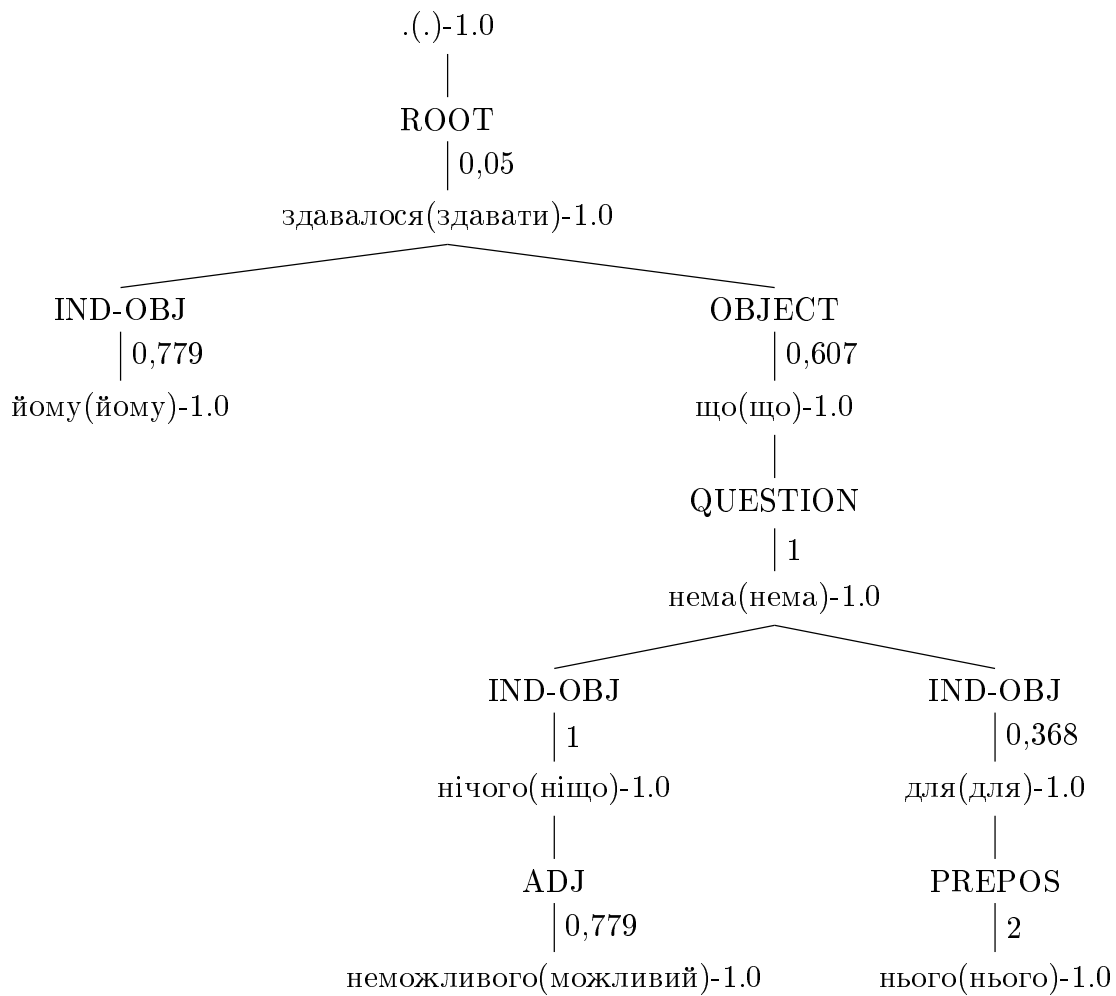 .(.)-1.0
ROOT
0,05
здавалося(здавати)-1.0
IND-OBJ OBJECT
0,779 0,607
йому(йому)-1.0 що(що)-1.0
QUESTION
1
нема(нема)-1.0
IND-OBJ IND-OBJ
1 0,368
нічого(ніщо)-1.0 для(для)-1.0
ADJ PREPOS
0,779 2
неможливого(можливий)-1.0 нього(нього)-1.0